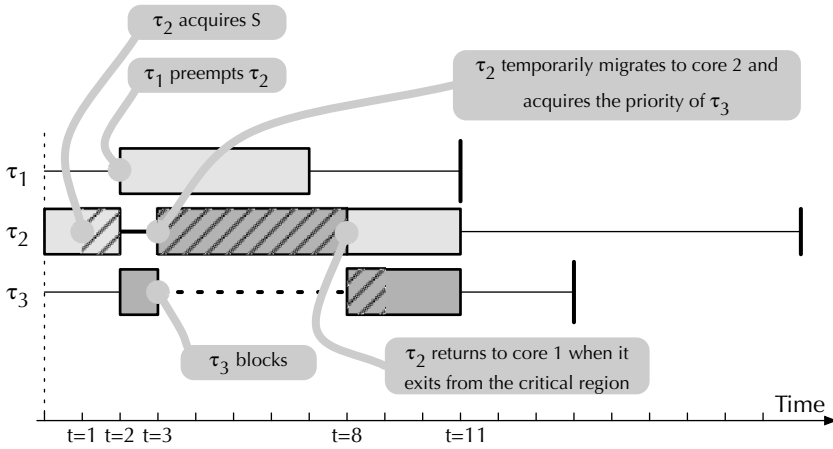 τ2 acquires S
τ1 preempts τ2
τ2 temporarily migrates to core 2 and
acquires the priority of τ3
τ1
τ2
τ3
τ3 blocks
τ2 returns to core 1 when it
exits from the critical region
Time
t=1 t=2 t=3 t=8 t=11